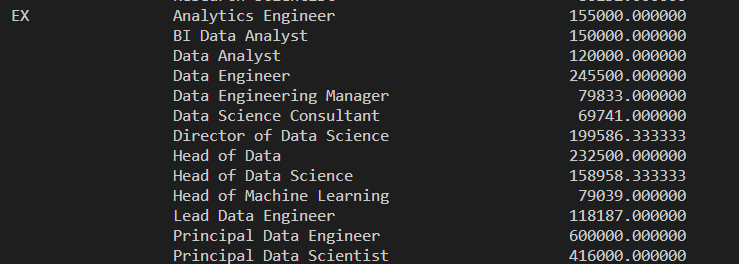 Research Scientist
EX Analytics Engineer 155000.000000
BI Data Analyst 150000.000000
Data Analyst 120000.000000
Data Engineer 245500.000000
Data Engineering Manager 79833.000000
Data Science Consultant 69741.000000
Director of Data Science 199586.333333
Head of Data 232500.000000
Head of Data Science 158958.333333
Head of Machine Learning 79039.000000
Lead Data Engineer 118187.000000
Principal Data Engineer 600000.000000
Principal Data Scientist 416000.000000